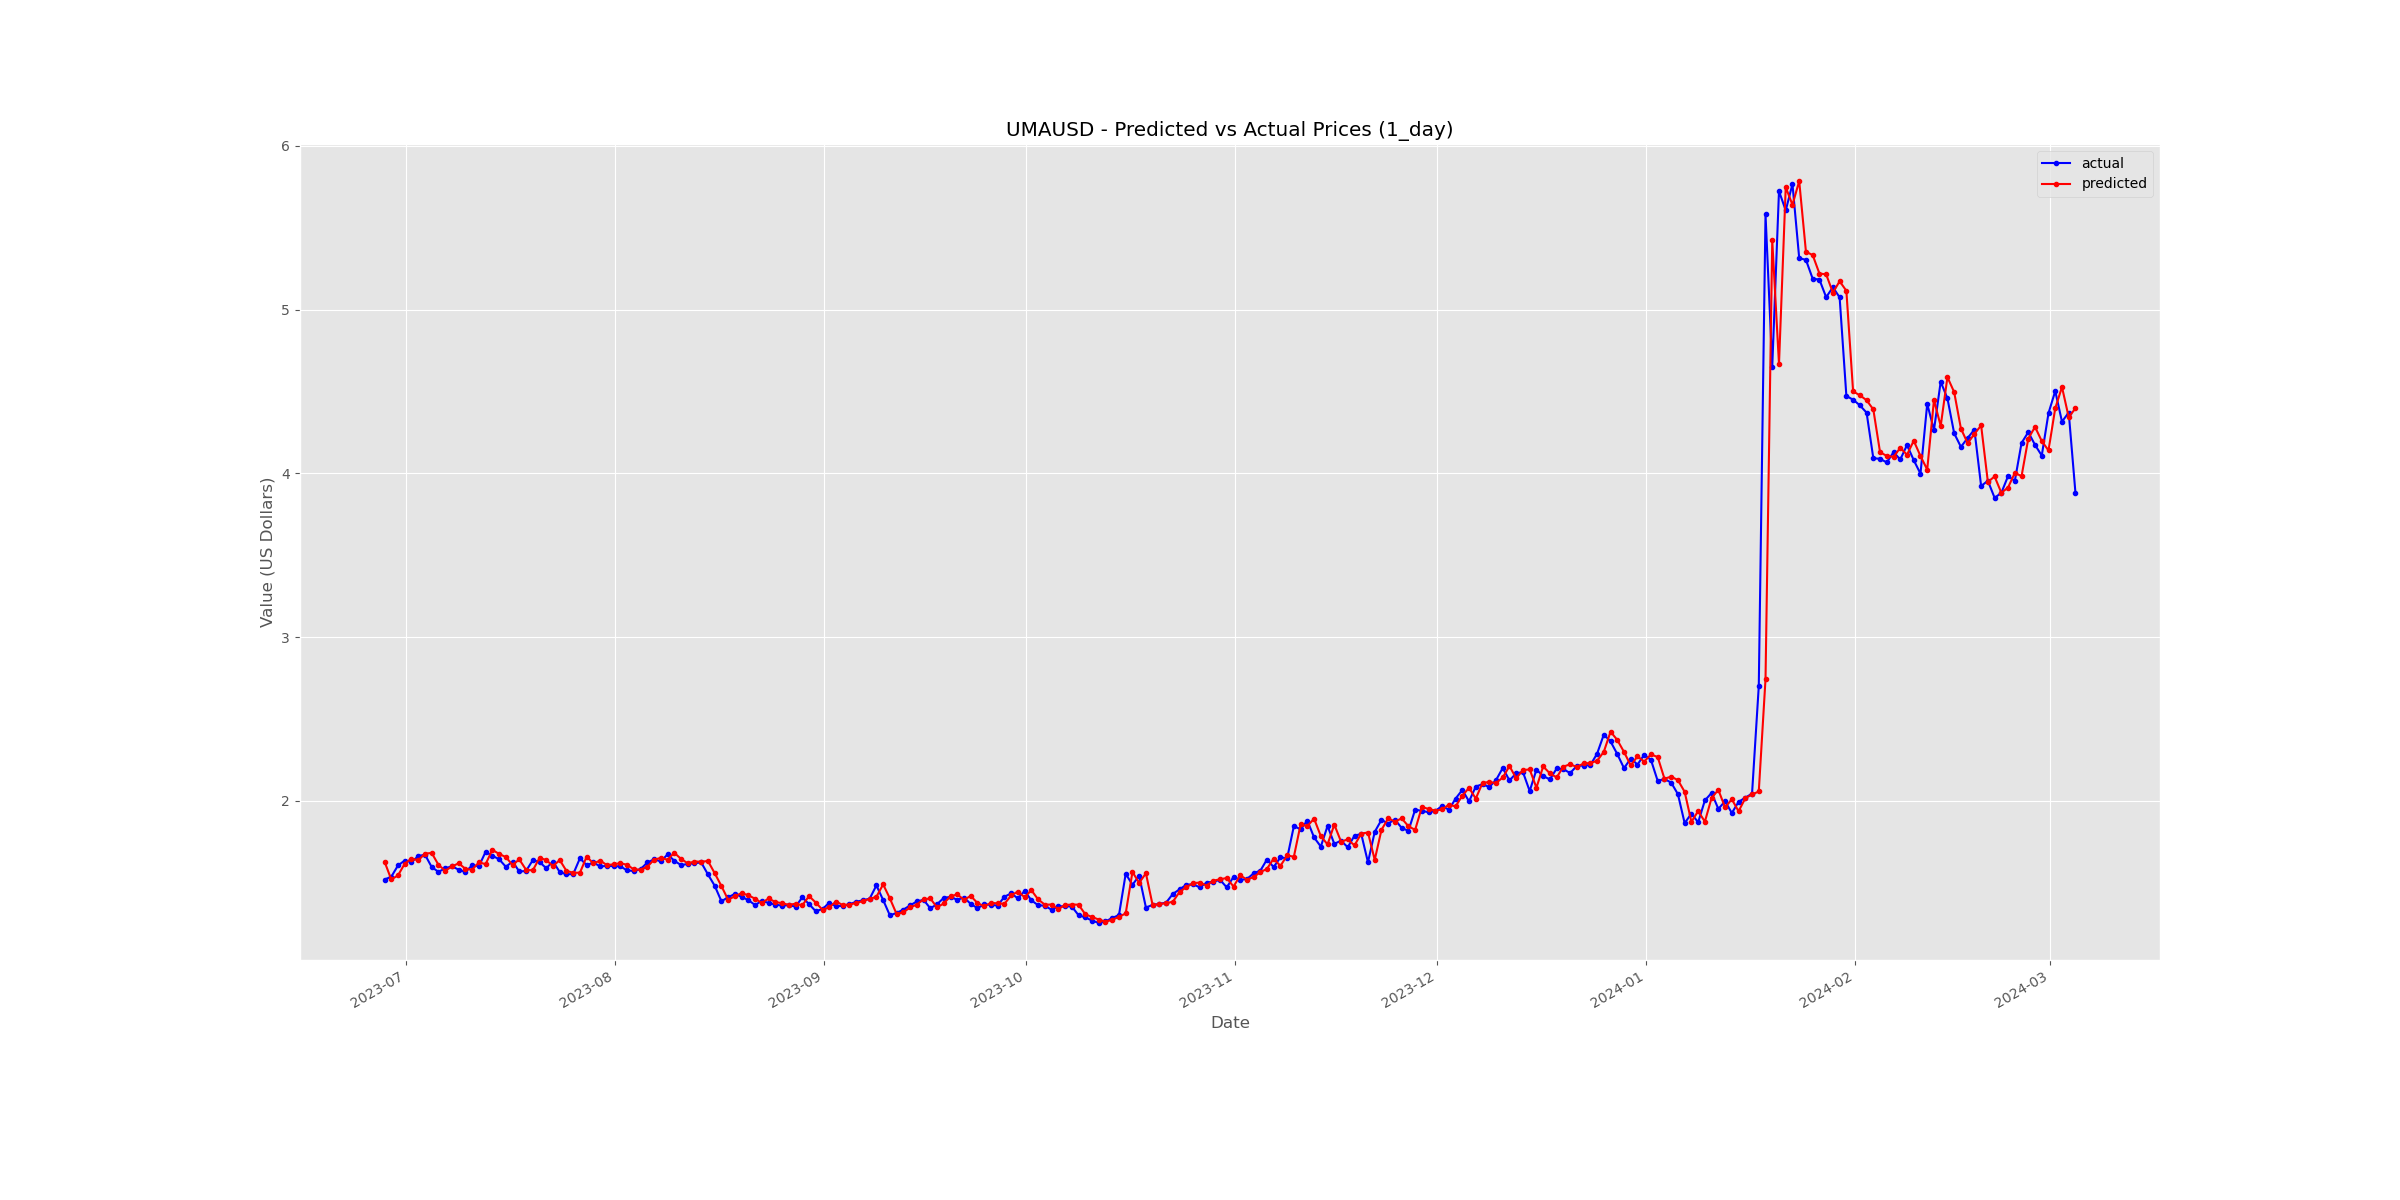 UMAUSD - Predicted vs Actual Prices (1_day)
actual
predicted
Value (US Dollars)
6
5
4
3
2
2023-07
2023-08
2023-09
2023-10
2023-11
2023-12
2024-01
2024-02
2024-03
Date